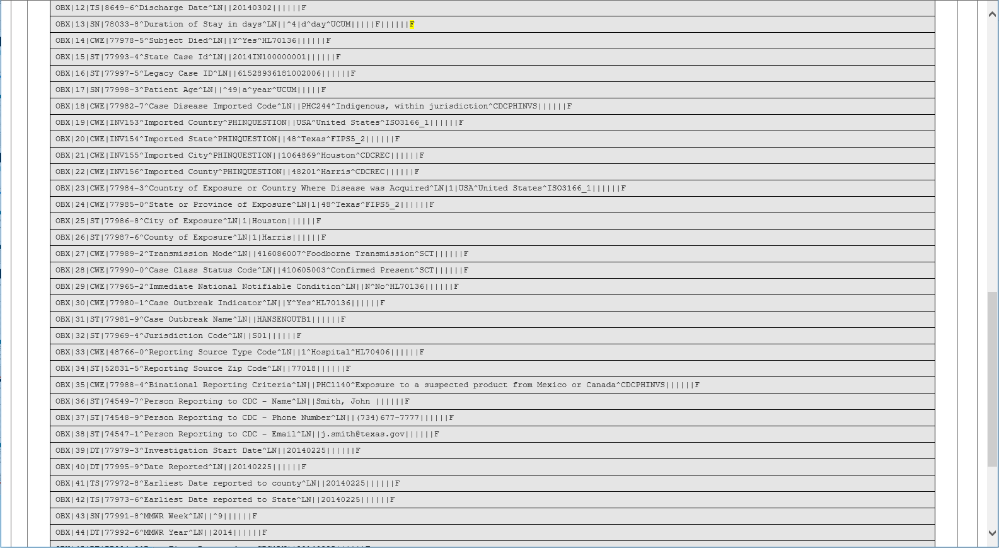 OBX|12|TS|8649-6^Discharge Date^LN||20140302||||||F
OBX|13|SN|78033-8^Duration of Stay in days^LN||^4|d^day^UCUM|||||F||||||F
OBX|14|CWE|77978-5^Subject Died^LN||Y^Yes^HL70136||||||F
OBX|15|ST|77993-4^State Case Id^LN||2014IN100000001||||||F
OBX|16|ST|77997-5^Legacy Case ID^LN||61528936181002006||||||F
OBX|17|SN|77998-3^Patient Age^LN||^49|a^year^UCUM|||||F
OBX|18|CWE|77982-7^Case Disease Imported Code^LN||PHC244^Indigenous, within jurisdiction^CDCPHINVS||||||F
OBX|19|CWE|INV153^Imported Country^PHINQUESTION||USA^United States^ISO3166_1||||||F
OBX|20|CWE|INV154^Imported State^PHINQUESTION||48^Texas^FIPS5_2||||||F
OBX|21|CWE|INV155^Imported City^PHINQUESTION||1064869^Houston^CDCREC||||||F
OBX|22|CWE|INV156^Imported County^PHINQUESTION||48201^Harris^CDCREC||||||F
OBX|23|CWE|77984-3^Country of Exposure or Country Where Disease was Acquired^LN|1|USA^United States^ISO3166_1||||||F
OBX|24|CWE|77985-0^State or Province of Exposure^LN|1|48^Texas^FIPS5_2||||||F
OBX|25|ST|77986-8^City of Exposure^LN|1|Houston||||||F
OBX|26|ST|77987-6^County of Exposure^LN|1|Harris||||||F
OBX|27|CWE|77989-2^Transmission Mode^LN||416086007^Foodborne Transmission^SCT||||||F
OBX|28|CWE|77990-0^Case Class Status Code^LN||410605003^Confirmed Present^SCT||||||F
OBX|29|CWE|77965-2^Immediate National Notifiable Condition^LN||N^No^HL70136||||||F
OBX|30|CWE|77980-1^Case Outbreak Indicator^LN||Y^Yes^HL70136||||||F
OBX|31|ST|77981-9^Case Outbreak Name^LN||HANSENOUTB1||||||F
OBX|32|ST|77969-4^Jurisdiction Code^LN||S01||||||F
OBX|33|CWE|48766-0^Reporting Source Type Code^LN||1^Hospital^HL70406||||||F
OBX|34|ST|52831-5^Reporting Source Zip Code^LN||77018||||||F
OBX|35|CWE|77988-4^Binational Reporting Criteria^LN||PHC1140^Exposure to a suspected product from Mexico or Canada^CDCPHINVS||||||F
OBX|36|ST|74549-7^Person Reporting to CDC - Name^LN||Smith, John ||||||F
OBX|37|ST|74548-9^Person Reporting to CDC - Phone Number^LN||(734)677-7777||||||F
OBX|38|ST|74547-1^Person Reporting to CDC - Email^LN||j.smith@texas.gov||||||F
OBX|39|DT|77979-3^Investigation Start Date^LN||20140225||||||F
OBX|40|DT|77995-9^Date Reported^LN||20140225||||||F
OBX|41|TS|77972-8^Earliest Date reported to county^LN||20140225||||||F
OBX|42|TS|77973-6^Earliest Date reported to State^LN||20140225||||||F
OBX|43|SN|77991-8^MMWR Week^LN||^9||||||F
OBX|44|DT|77992-6^MMWR Year^LN||2014||||||F